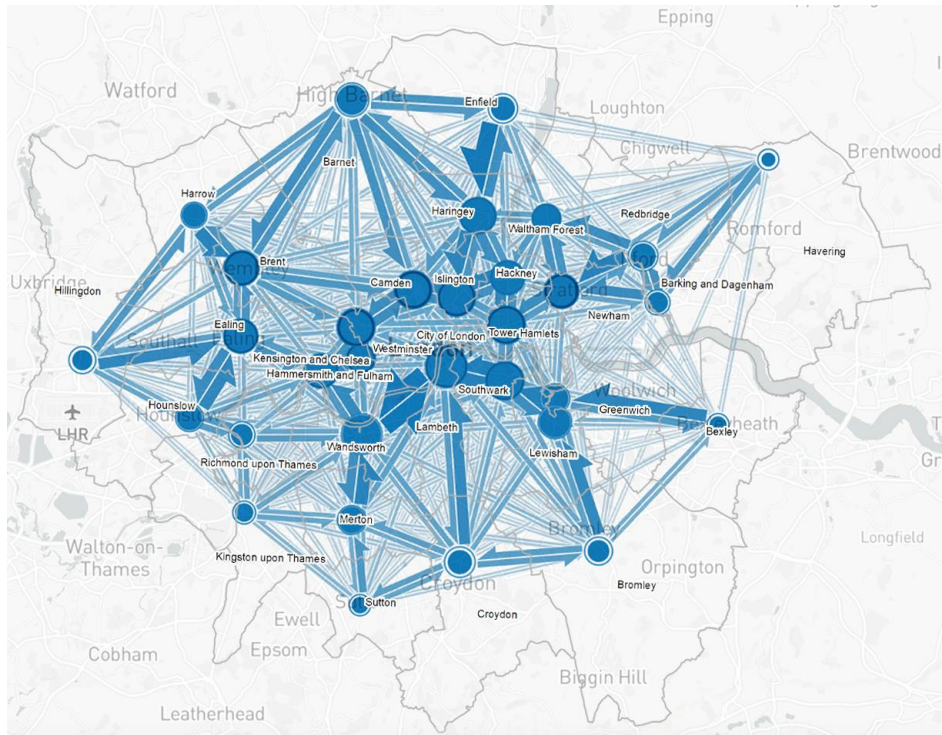 Epping
Watford
High Barnet
Enfield
Loughton
Chigwell
Brentwood
Barnet
Harrow
Haringey
Waltham Forest
Redbridge
Romford
Havering
Brent
Uxbridge
Hillingdon
Camden
Islington
Hackney
Barking and Dagenham
Newham
Ealing
Southall
Ealing
City of London
Tower Hamlets
Kensington and Chelsea
Westminster
Hammersmith and Fulham
Southwark
Woolwich
Hounslow
Greenwich
LHR
Lambeth
Bexley
Wandsworth
Lewisham
Richmond upon Thames
Merton
Bromley
Longfield
Walton-on-
Thames
Kingston upon Thames
Orpington
Croydon
Bromley
Sutton
Croydon
Ewell
Epsom
Cobham
Biggin Hill
Leatherhead